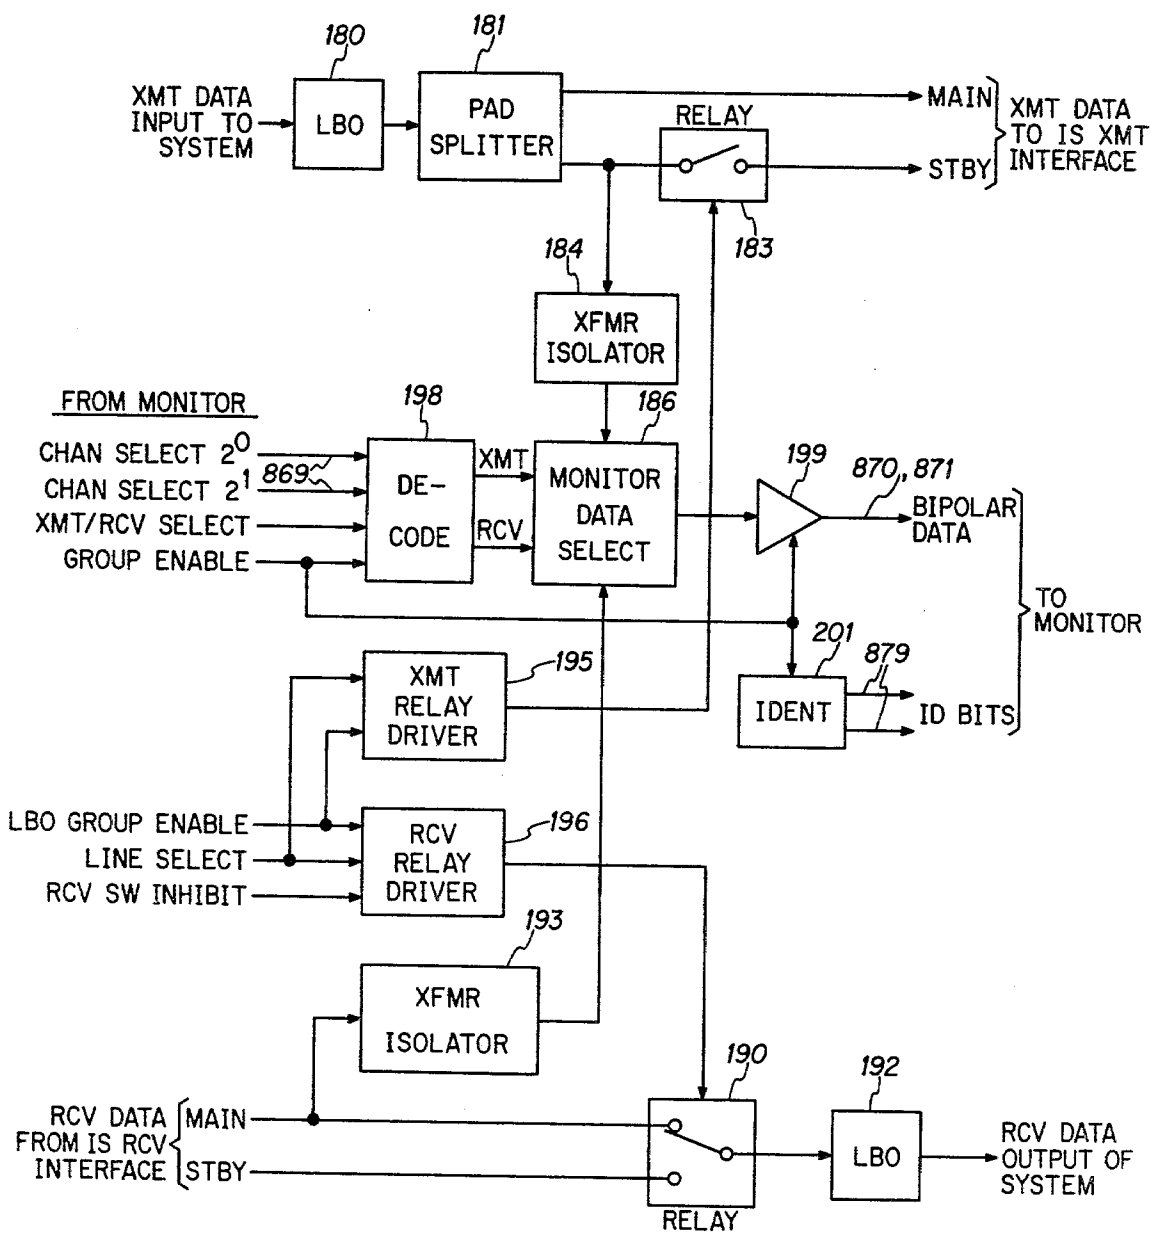 180
181
XMT DATA
INPUT TO
SYSTEM
LBO
PAD
SPLITTER
RELAY
MAIN
STBY
XMT DATA
TO IS XMT
INTERFACE
183
184
XFMR
ISOLATOR
FROM MONITOR
198
186
CHAN SELECT 2⁰
869
CHAN SELECT 2¹
XMT/RCV SELECT
GROUP ENABLE
DE-
CODE
XMT
RCV
MONITOR
DATA
SELECT
199
870, 871
BIPOLAR
DATA
TO
MONITOR
201
879
IDENT
ID BITS
195
XMT
RELAY
DRIVER
LBO GROUP ENABLE
LINE SELECT
RCV SW INHIBIT
196
RCV
RELAY
DRIVER
193
XFMR
ISOLATOR
190
192
RCV DATA
FROM IS RCV
INTERFACE
MAIN
STBY
RELAY
LBO
RCV DATA
OUTPUT OF
SYSTEM